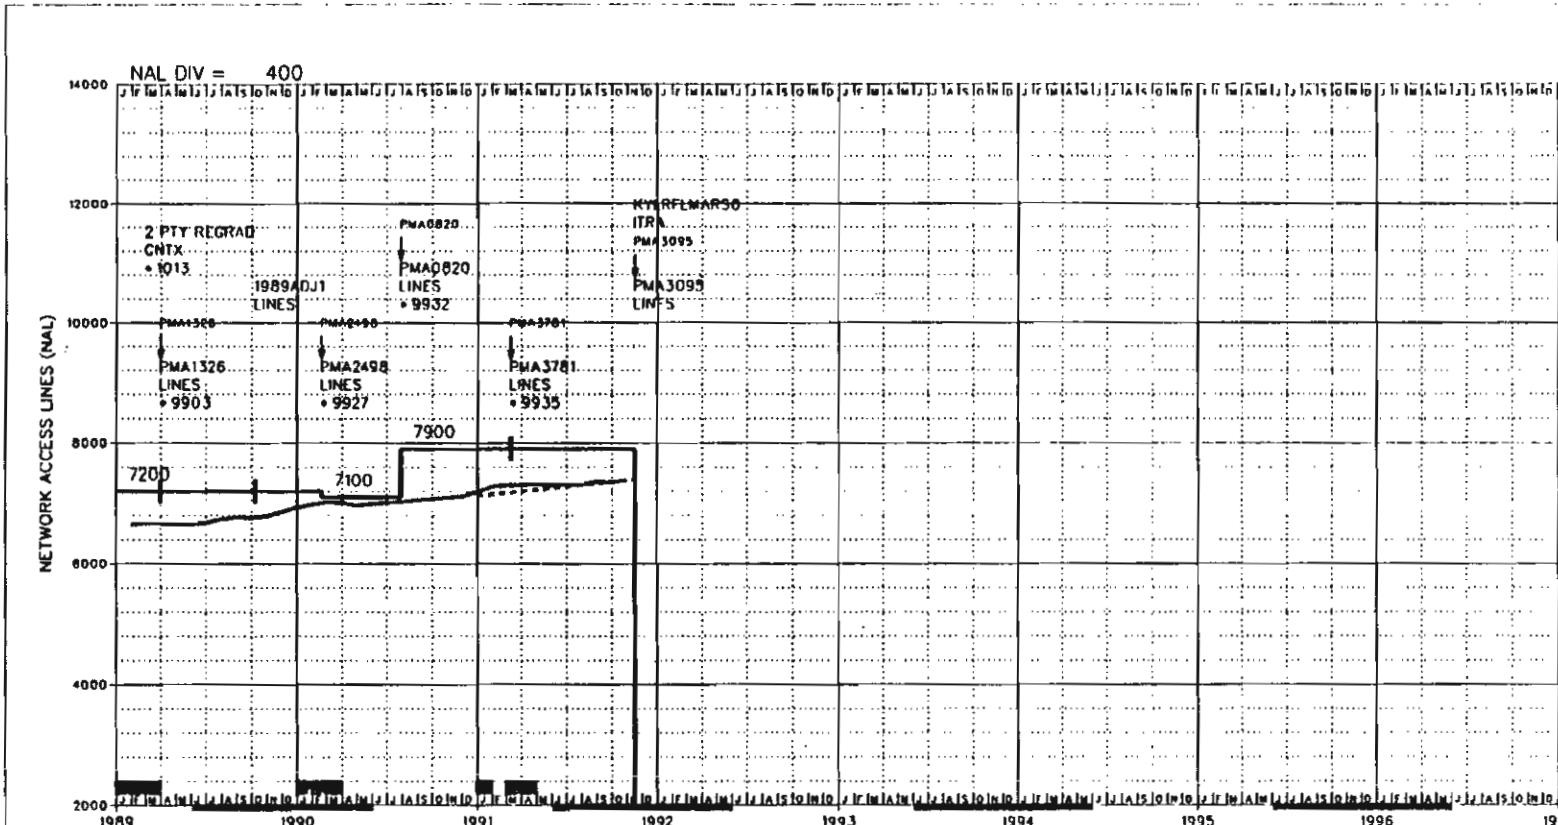 NAL DIV = 400
14000
J F M A M J J A S O N D J F M A M J J A S O N D J F M A M J J A S O N D J F M A M J J A S O N D J F M A M J J A S O N D J F M A M J J A S O N D J F M A M J J A S O N D J F M A M J J A S O N D
12000
2 PTY REGRAD
CNTX
• 1013
1989ADJ1
LINES
PMA0820
PMA0820
LINES
• 9932
ITRA
PMA3095
PMA3095
LINES
10000
PMA1326
PMA1326
LINES
• 9903
PMA2498
PMA2498
LINES
• 9927
PMA3781
PMA3781
LINES
• 9935
NETWORK ACCESS LINES (NAL)
8000
7200
7100
7900
6000
4000
2000
J F M A M J J A S O N D J F M A M J J A S O N D J F M A M J J A S O N D J F M A M J J A S O N D J F M A M J J A S O N D J F M A M J J A S O N D J F M A M J J A S O N D J F M A M J J A S O N D
1989 1990 1991 1992 1993 1994 1995 1996 19